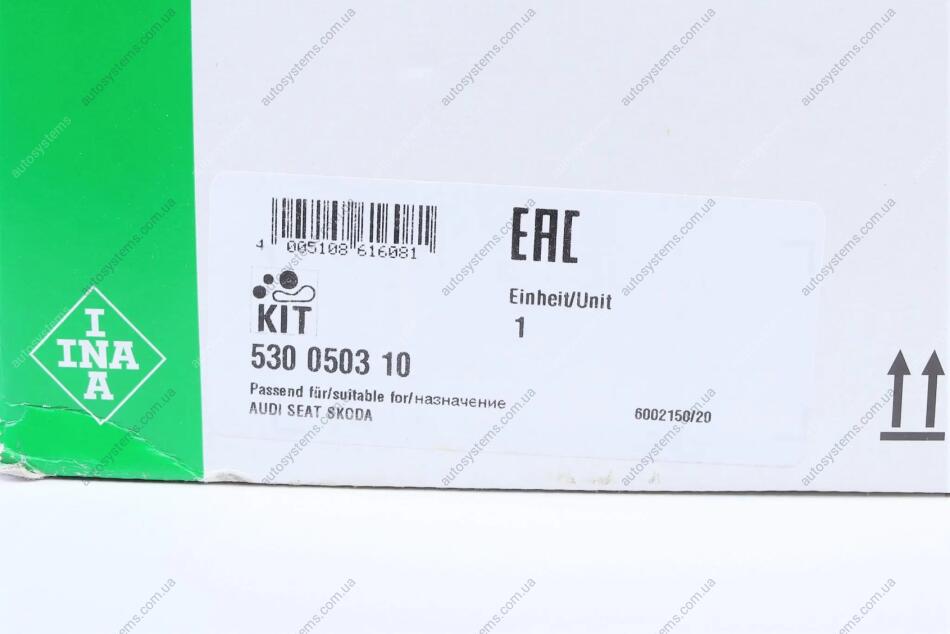 4 005108 616081
EAC
KIT
Einheit/Unit
1
530 0503 10
Passend für/suitable for/назначение
AUDI SEAT SKODA
6002150/20
I
INA
A
autosystems.com.ua